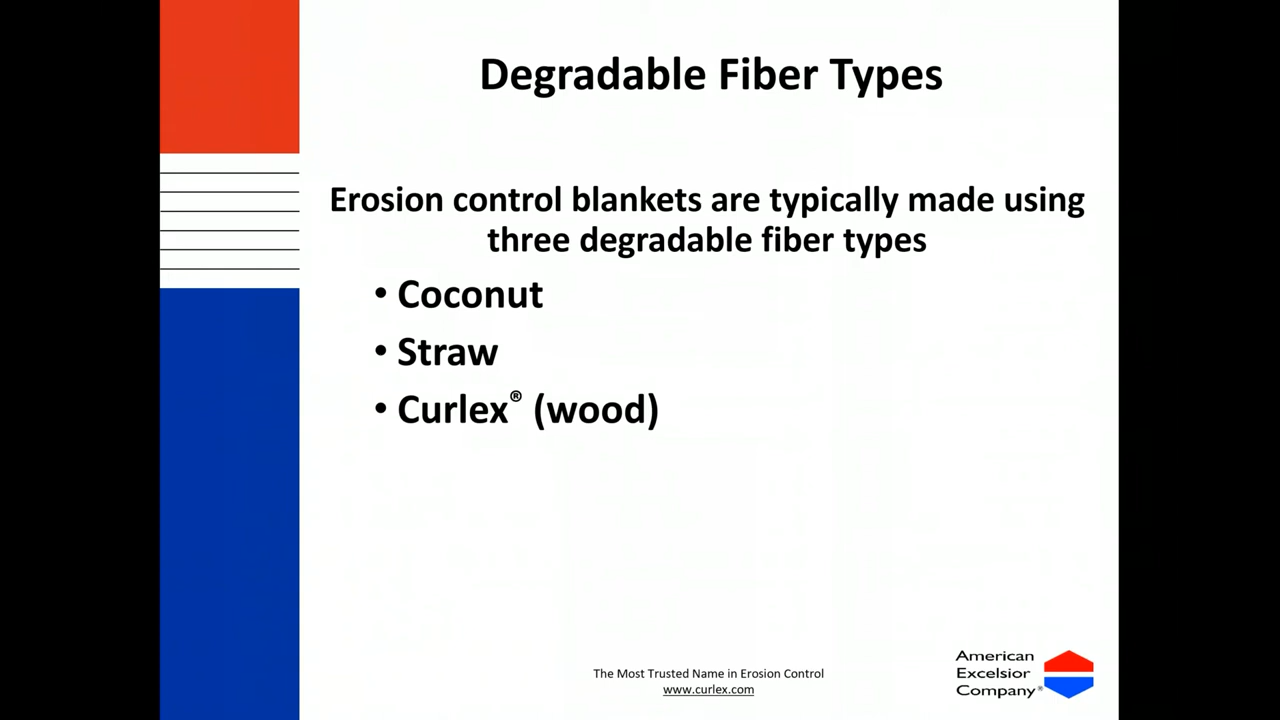 Degradable Fiber Types
Erosion control blankets are typically made using
three degradable fiber types
• Coconut
• Straw
• Curlex® (wood)
The Most Trusted Name in Erosion Control
www.curlex.com
American
Excelsior
Company®